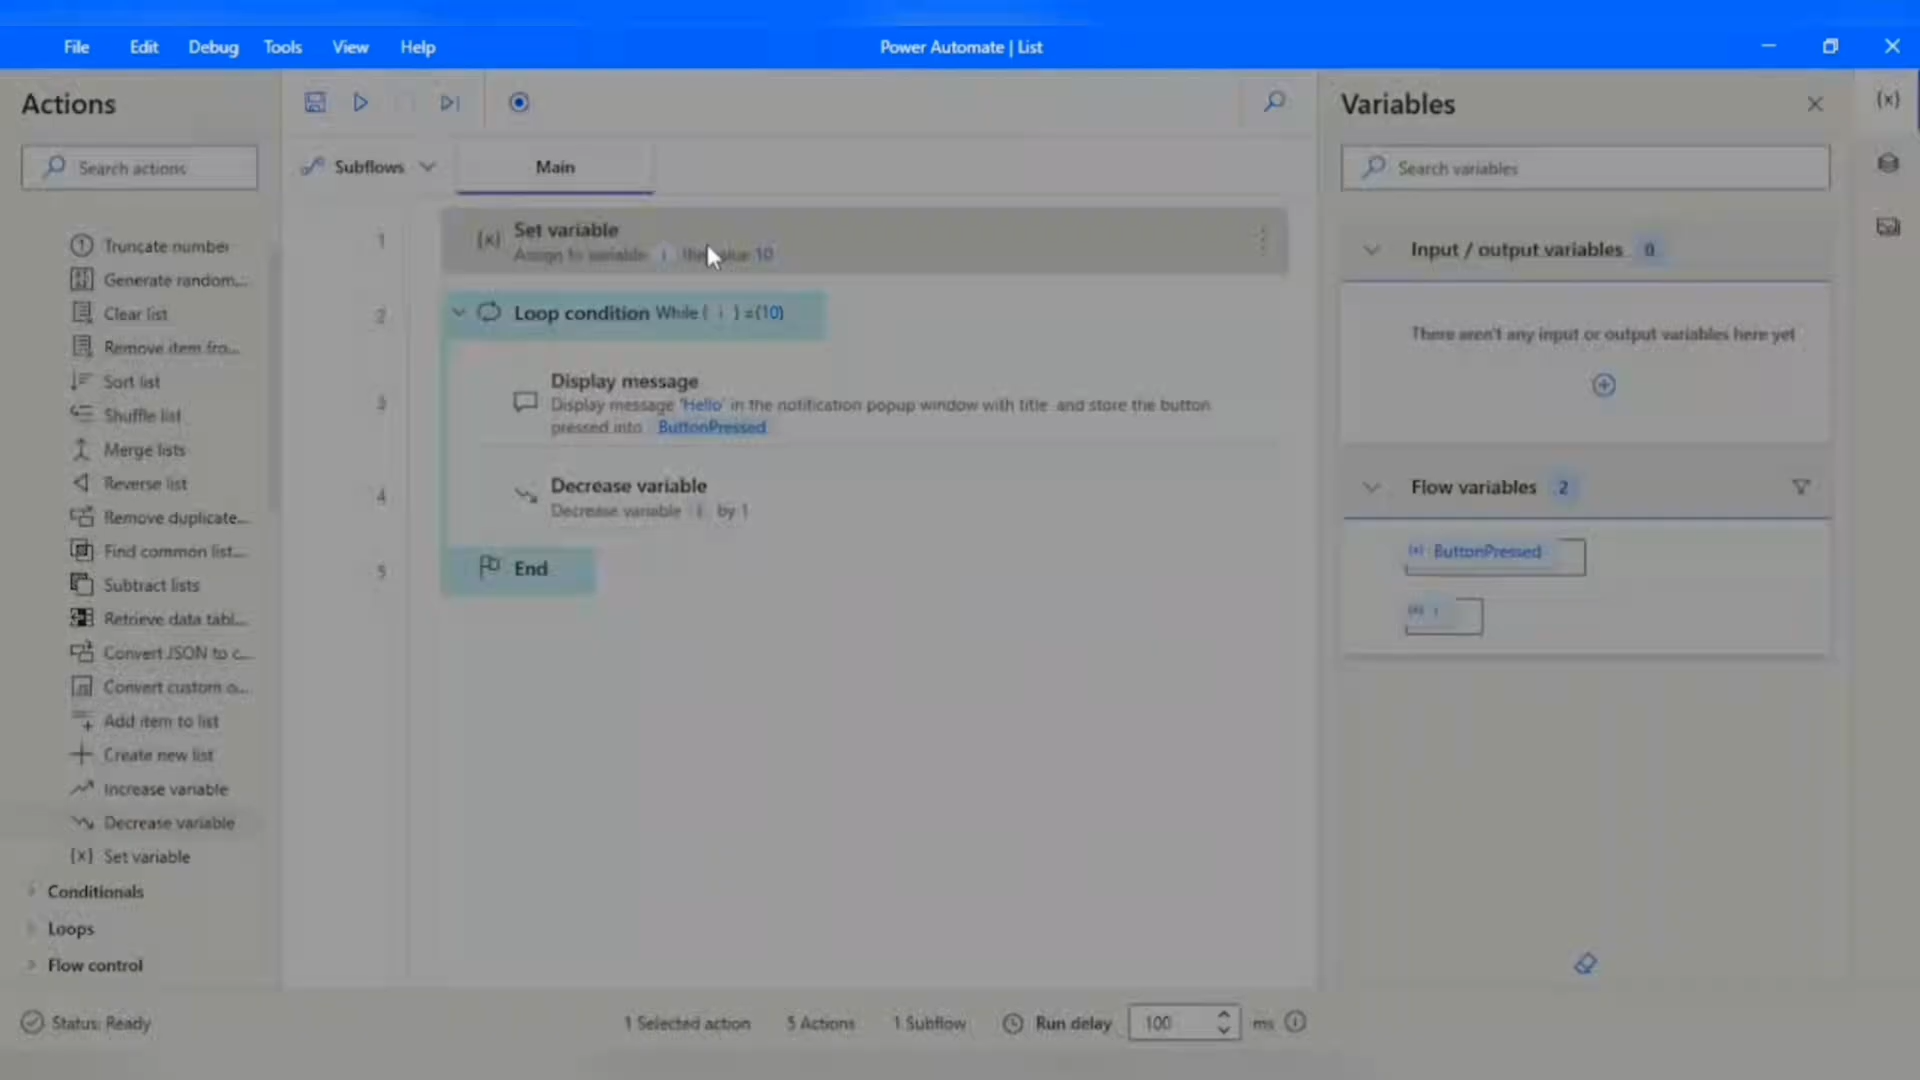 File Edit Debug Tools View Help
Power Automate | List
Actions
Search actions
Truncate number
Generate random...
Clear list
Remove item fro...
Sort list
Shuffle list
Merge lists
Reverse list
Remove duplicate...
Find common list...
Subtract lists
Retrieve data tabl...
Convert JSON to c...
Convert custom o...
Add item to list
Create new list
Increase variable
Decrease variable
{x} Set variable
Conditionals
Loops
Flow control
Subflows
Main
1
{x} Set variable
Assign to variable i the value 10
2
Loop condition While ( i ) =(10)
3
Display message
Display message 'Hello' in the notification popup window with title and store the button
pressed into ButtonPressed
4
Decrease variable
Decrease variable i by 1
5
End
Variables
{x}
Search variables
Input / output variables 0
There aren't any input or output variables here yet
Flow variables 2
(x) ButtonPressed
(x) i
Status: Ready
1 Selected action 5 Actions 1 Subflow Run delay 100 ms